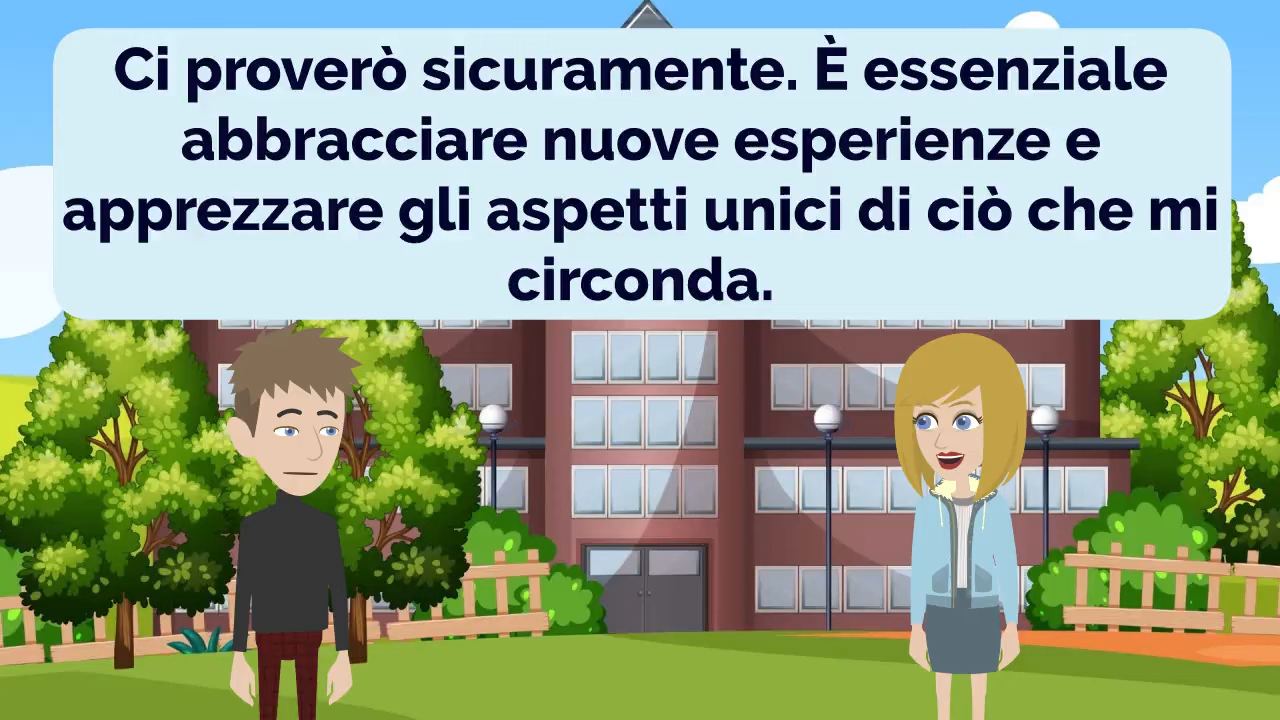 Ci proverò sicuramente. È essenziale
abbracciare nuove esperienze e
apprezzare gli aspetti unici di ciò che mi
circonda.